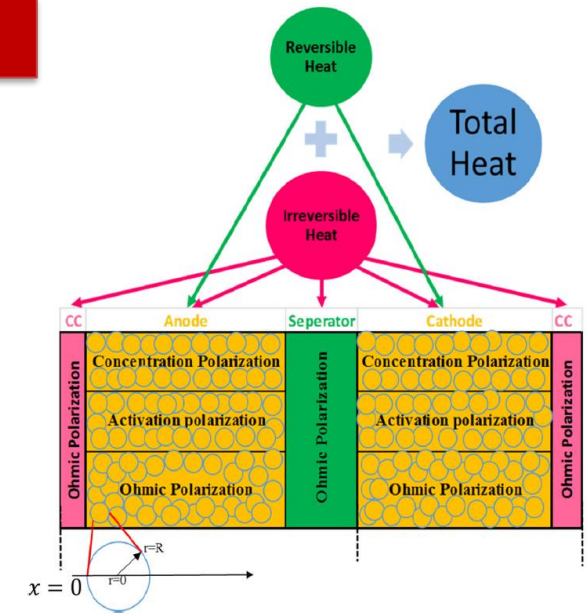 Reversible
Heat
Total
Heat
Irreversible
Heat
CC
Anode
Seperator
Cathode
CC
Ohmic Polarization
Concentration Polarization
Activation polarization
Ohmic Polarization
Ohmic Polarization
Concentration Polarization
Activation polarization
Ohmic Polarization
Ohmic Polarization
r=R
r=0
x = 0